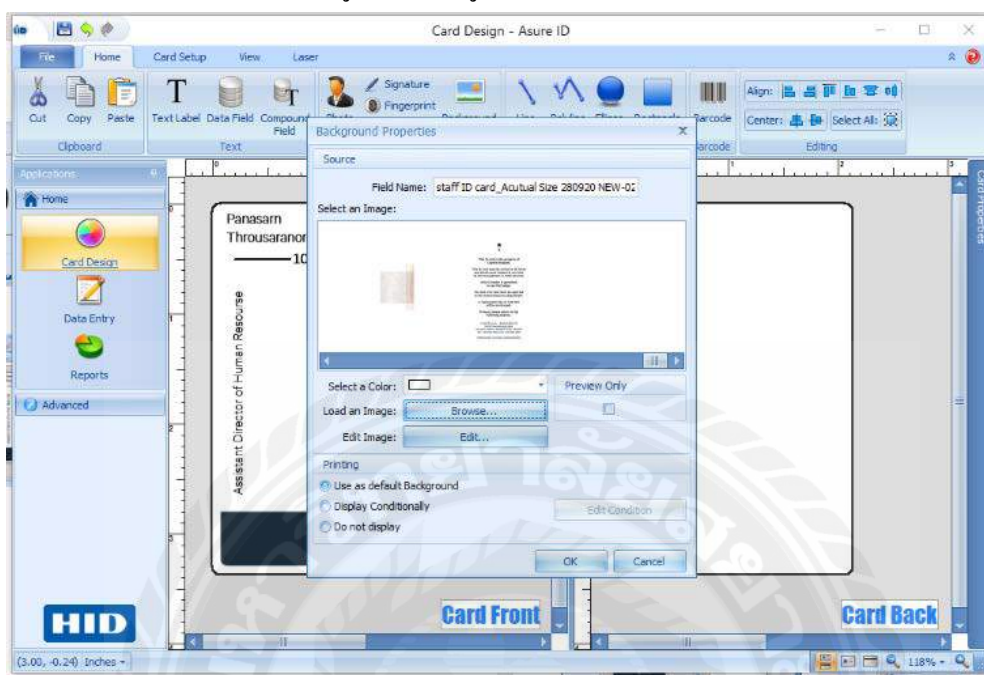 Card Design - Asure ID
File
Home
Card Setup
View
Laser
Cut
Copy
Paste
Clipboard
Text Label
Data Field
Compound
Field
Text
Signature
Fingerprint
Barcode
Align:
Center:
Select All:
Editing
Applications
Home
Card Design
Data Entry
Reports
Advanced
HID
(3.00, -0.24) Inches
Panasarn
Throusaranor
10
Assistant Director of Human Resourse
Background Properties
X
Source
Field Name: staff ID card_Acutual Size 280920 NEW-02
Select an Image:
Select a Color:
Preview Only
Load an Image: Browse...
Edit Image: Edit...
Printing
Use as default Background
Display Conditionally
Edit Condition
Do not display
OK
Cancel
Card Front
Card Back
Card Properties
118%